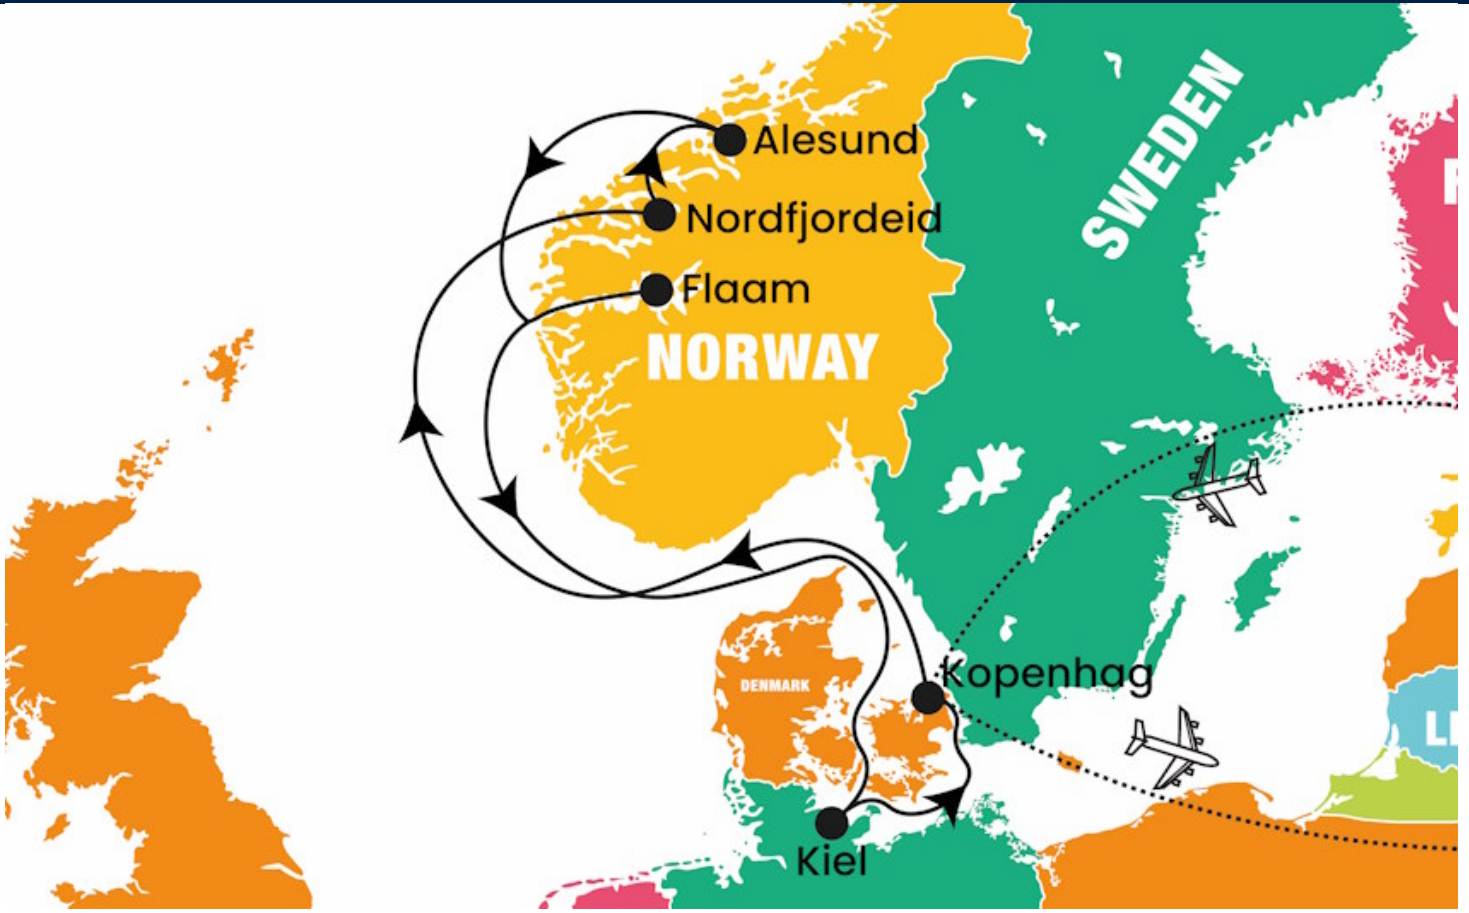 SWEDEN
Alesund
Nordfjordeid
Flaam
NORWAY
Kopenhag
DENMARK
Kiel